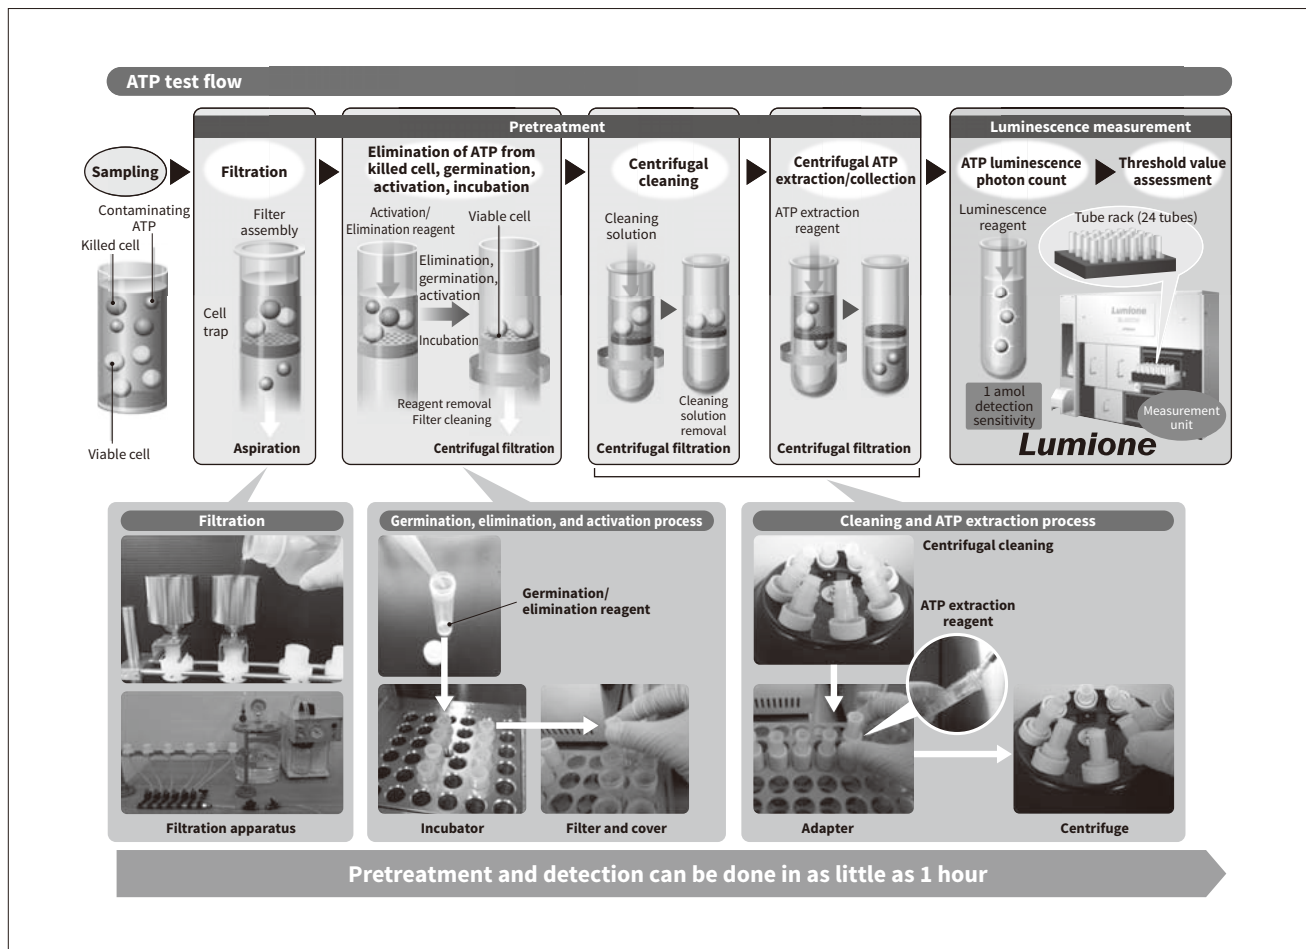 ATP test flow
Pretreatment
Luminescence measurement
Sampling
Filtration
Elimination of ATP from
killed cell, germination,
activation, incubation
Centrifugal
cleaning
Centrifugal ATP
extraction/collection
ATP luminescence
photon count
Threshold value
assessment
Contaminating
ATP
Killed cell
Viable cell
Filter
assembly
Cell
trap
Aspiration
Activation/
Elimination reagent
Viable cell
Elimination,
germination,
activation
Incubation
Reagent removal
Filter cleaning
Centrifugal filtration
Cleaning
solution
Cleaning
solution
removal
Centrifugal filtration
ATP extraction
reagent
Centrifugal filtration
Luminescence
reagent
Tube rack (24 tubes)
Lumione
1 amol
detection
sensitivity
Measurement
unit
Lumione
Filtration
Filtration apparatus
Germination, elimination, and activation process
Germination/
elimination reagent
Incubator
Filter and cover
Cleaning and ATP extraction process
Centrifugal cleaning
ATP extraction
reagent
Adapter
Centrifuge
Pretreatment and detection can be done in as little as 1 hour